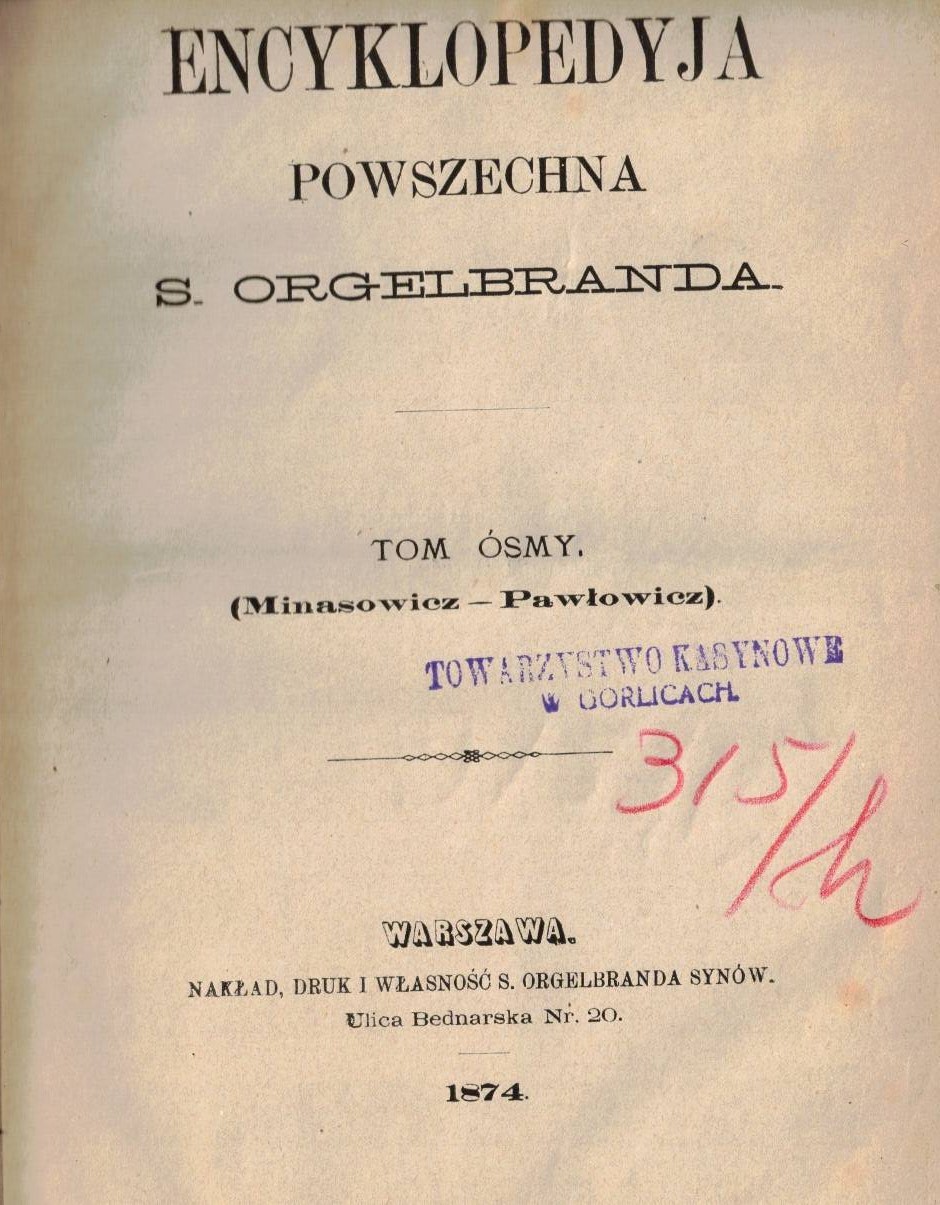 ENCYKLOPEDYJA
POWSZECHNA
S. ORGELBRANDA.
TOM ÓSMY.
(Minasowicz — Pawłowicz).
TOWARZYSTWO KASYNOWE
W GORLICACH.
315/h
WARSZAWA.
NAKŁAD, DRUK I WŁASNOŚĆ S. ORGELBRANDA SYNÓW.
Ulica Bednarska Nr. 20.
1874.